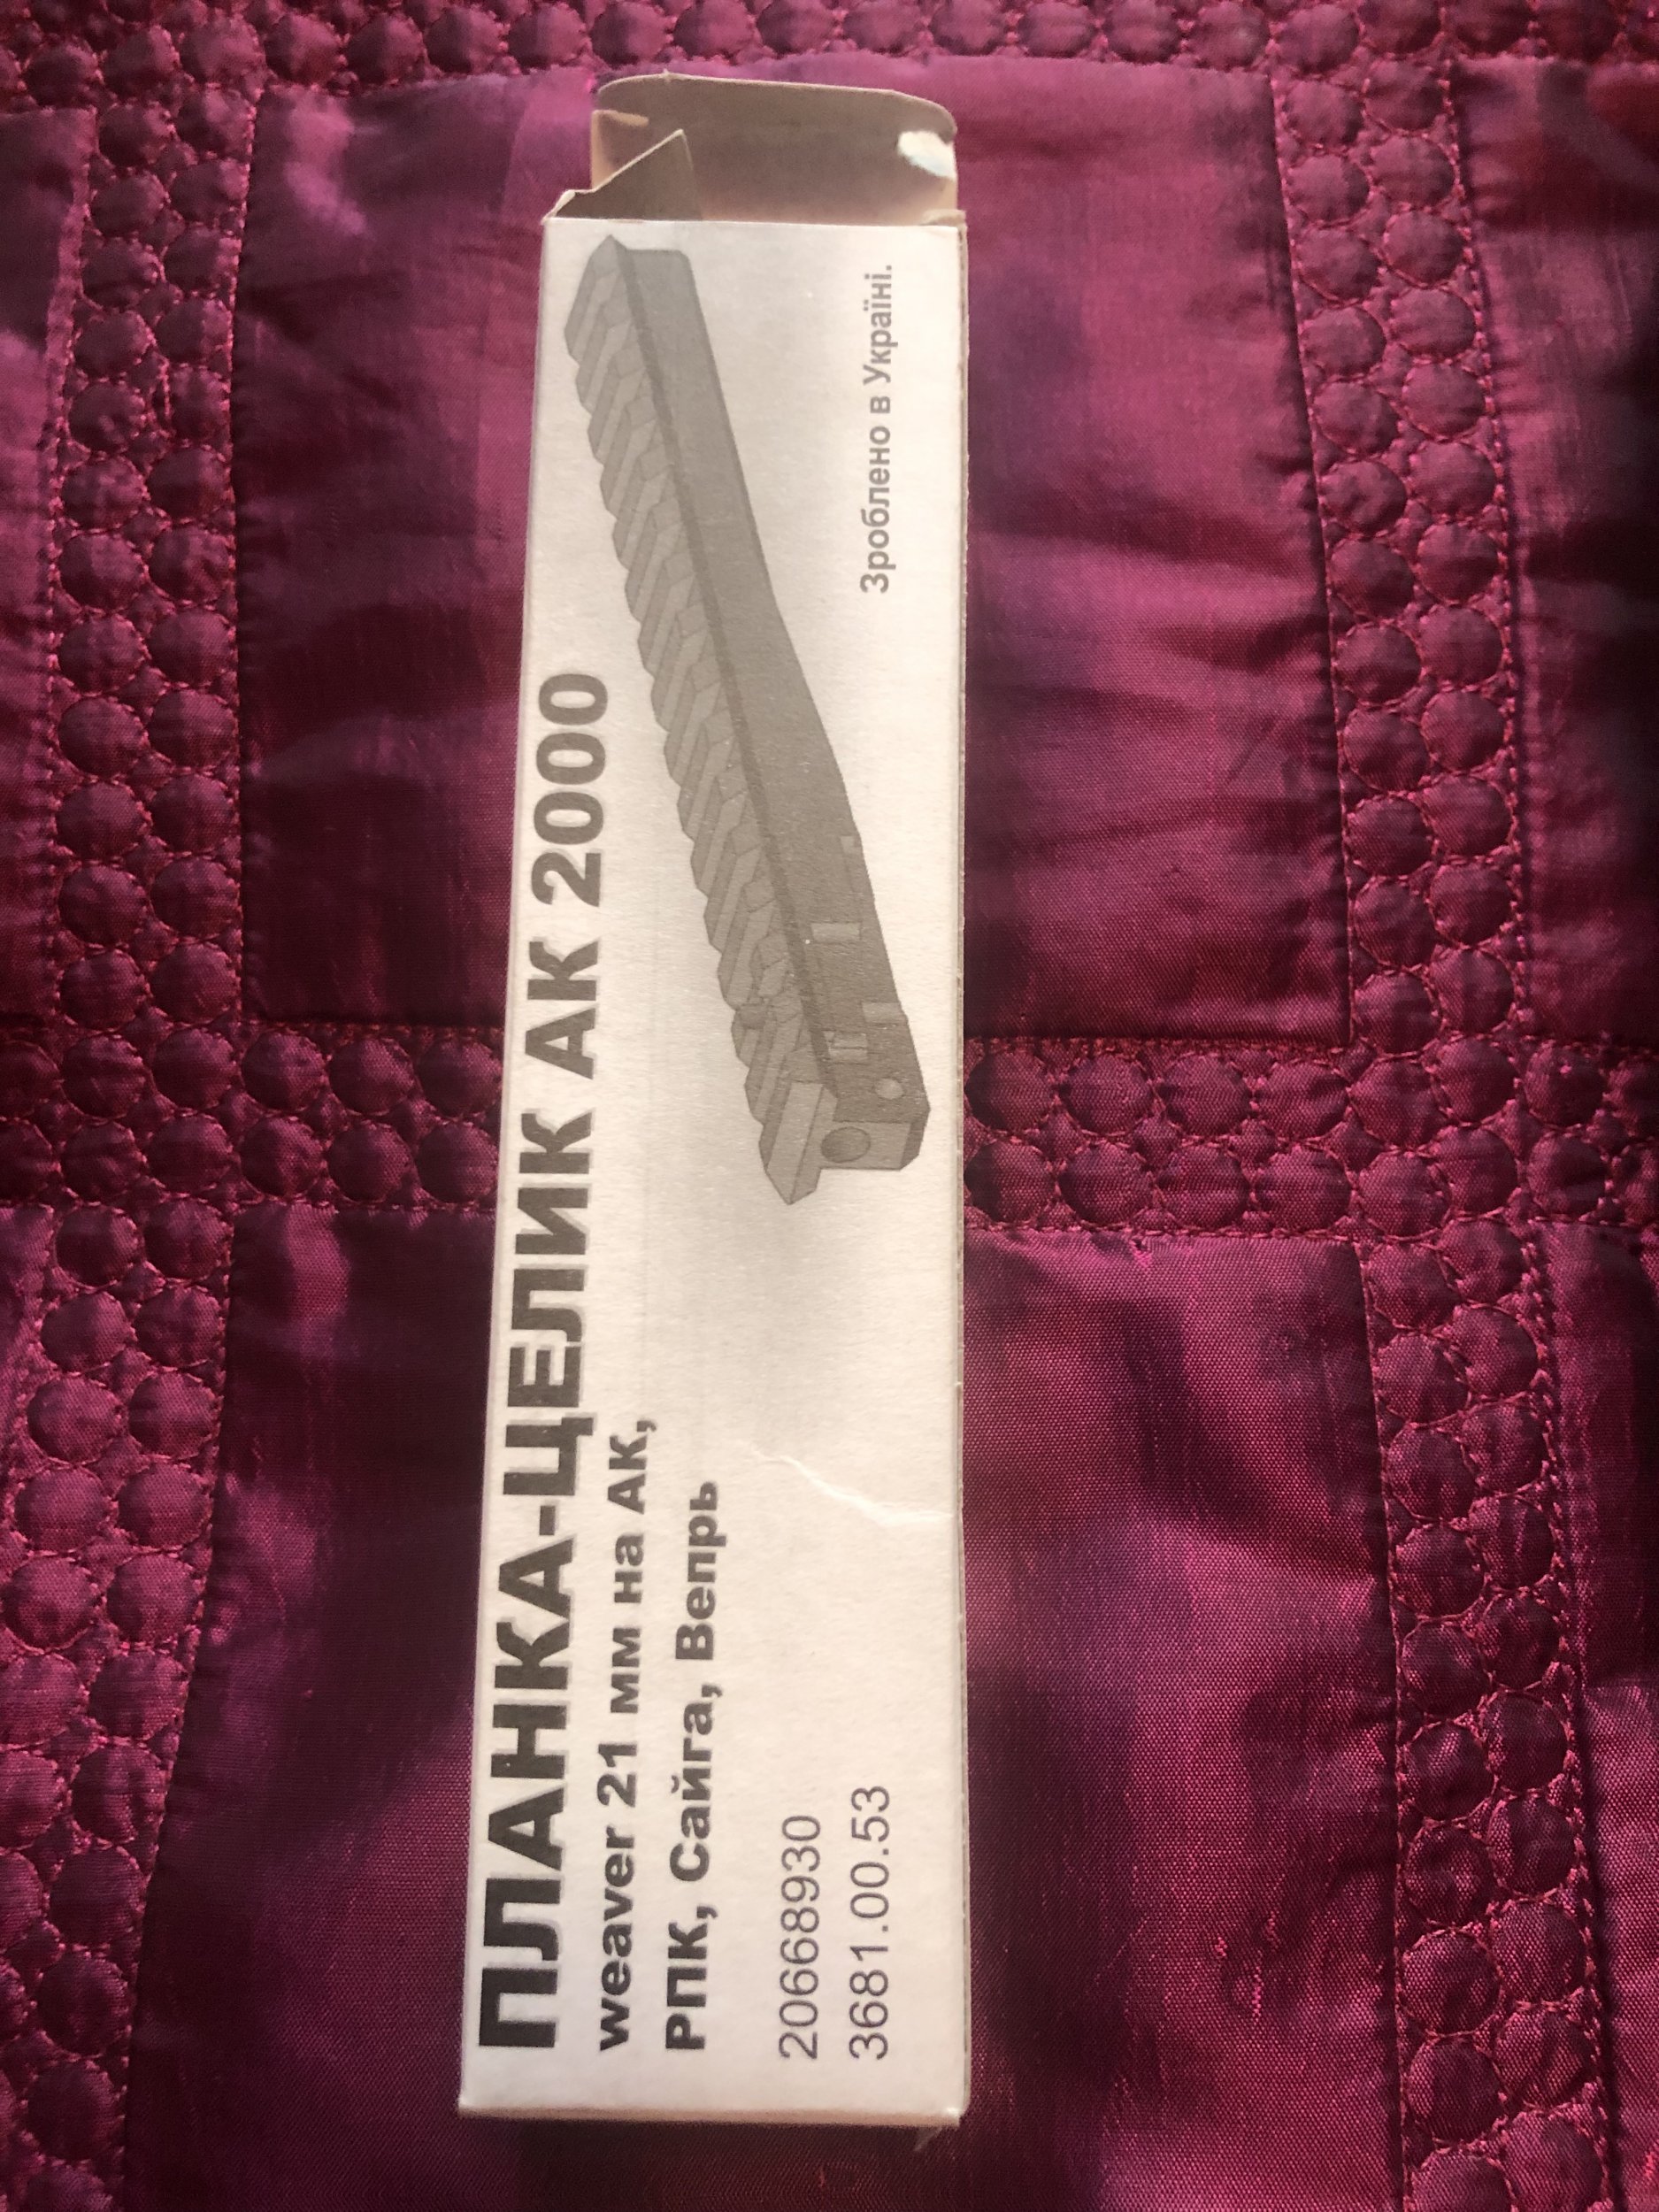 ПЛАНКА-ЦЕЛИК АК 2000
weaver 21 мм на АК,
РПК, Сайга, Вепрь
20668930
3681.00.53
Зроблено в Україні.